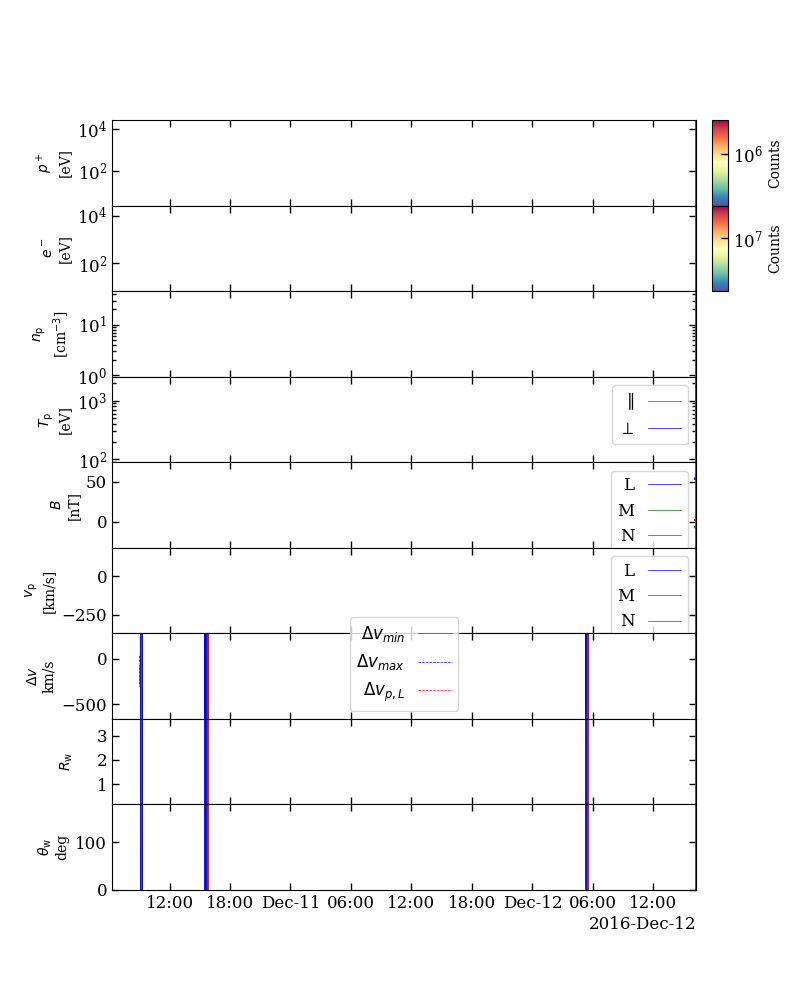 p⁺
[eV]
10⁴
10²
10⁶
Counts
e⁻
[eV]
10⁴
10²
10⁷
Counts
nₚ
[cm⁻³]
10¹
10⁰
Tₚ
[eV]
10³
10²
∥
⊥
B
[nT]
50
0
L
M
N
vₚ
[km/s]
0
−250
L
M
N
Δv
km/s
0
−500
Δv_min
Δv_max
Δv_p,L
R_w
3
2
1
θ_w
deg
100
0
12:00 18:00 Dec-11 06:00 12:00 18:00 Dec-12 06:00 12:00
2016-Dec-12